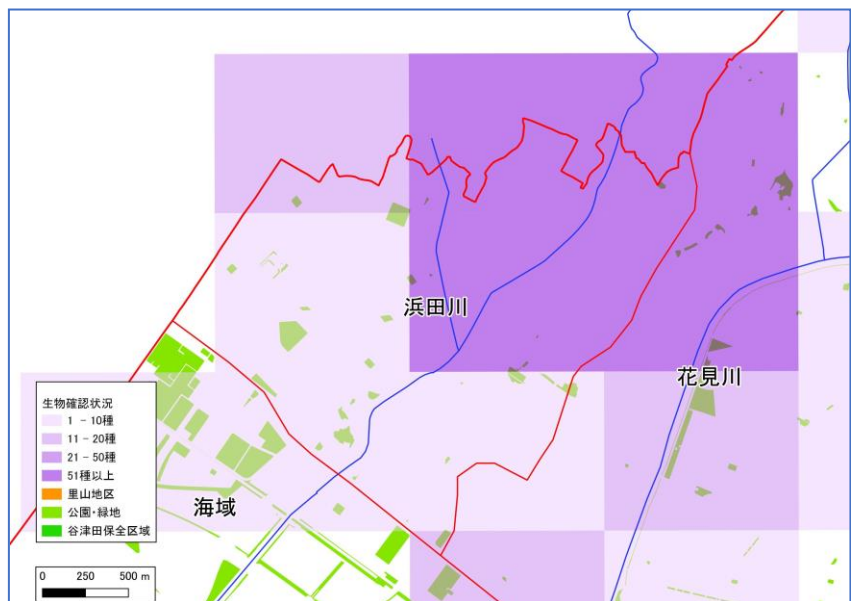 浜田川
花見川
生物確認状況
1 - 10種
11 - 20種
21 - 50種
51種以上
里山地区
公園・緑地
谷津田保全区域
海域
0 250 500 m